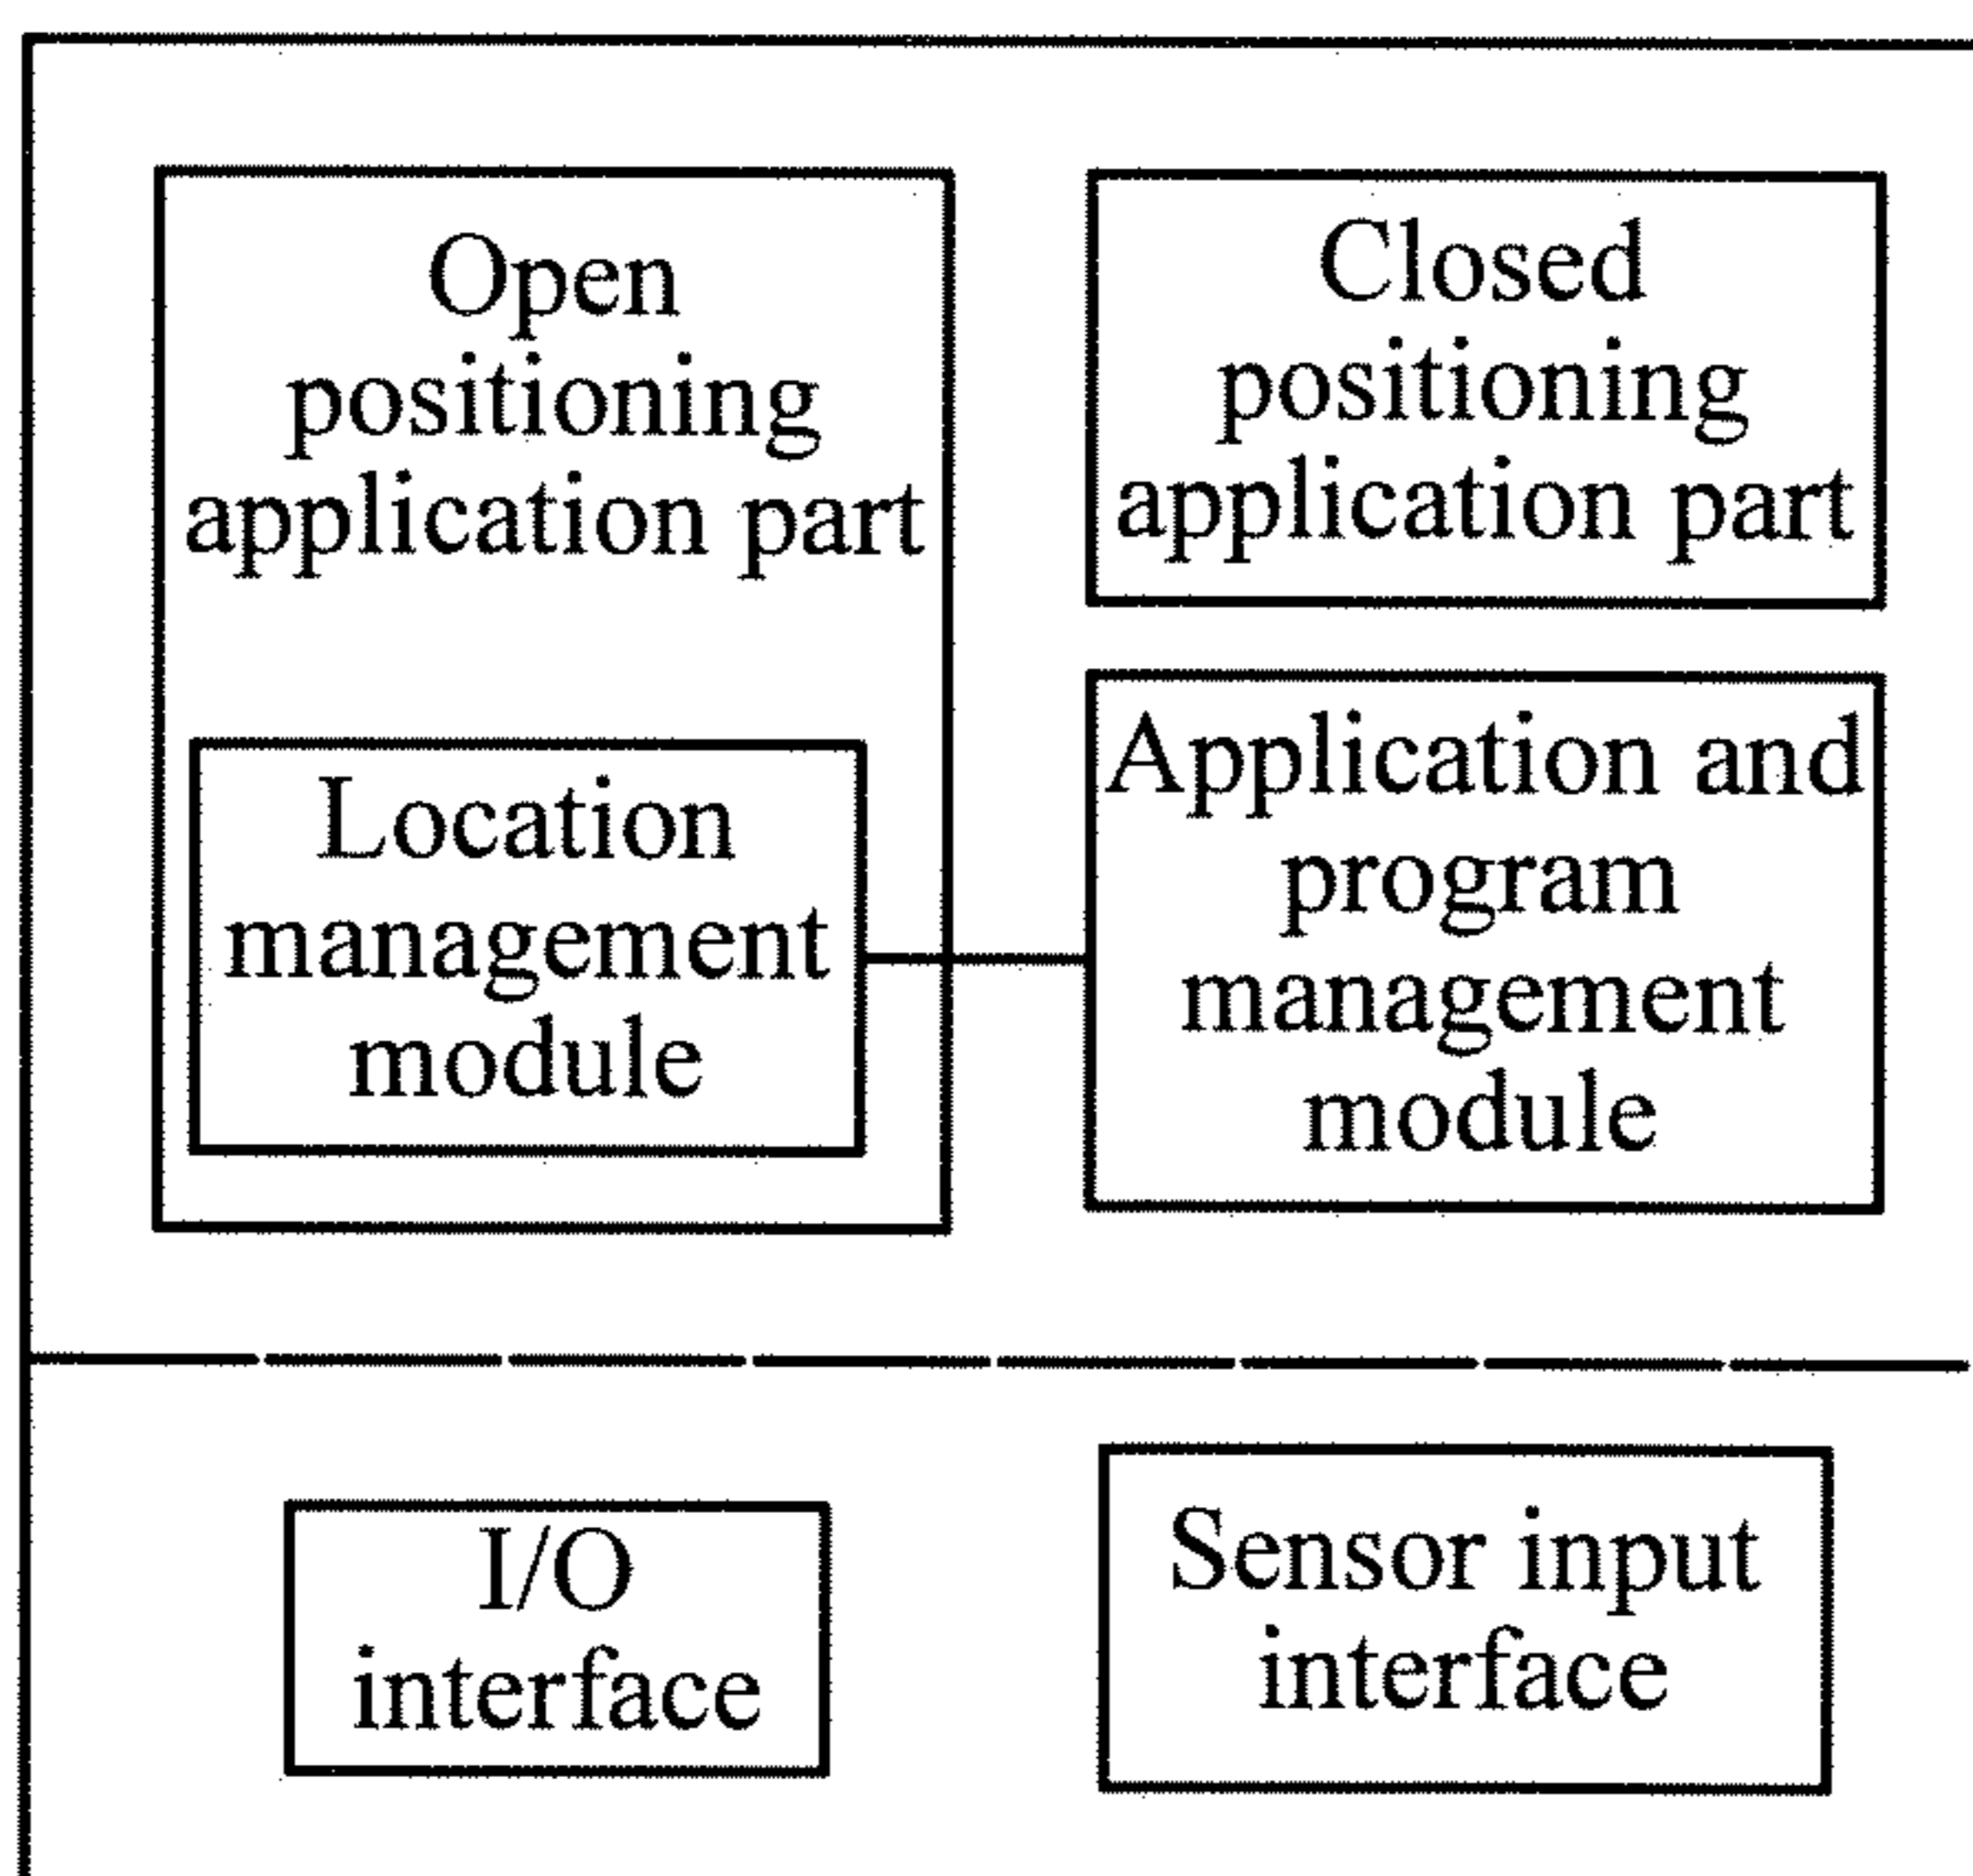 Open
positioning
application part
Location
management
module
Closed
positioning
application part
Application and
program
management
module
I/O
interface
Sensor input
interface